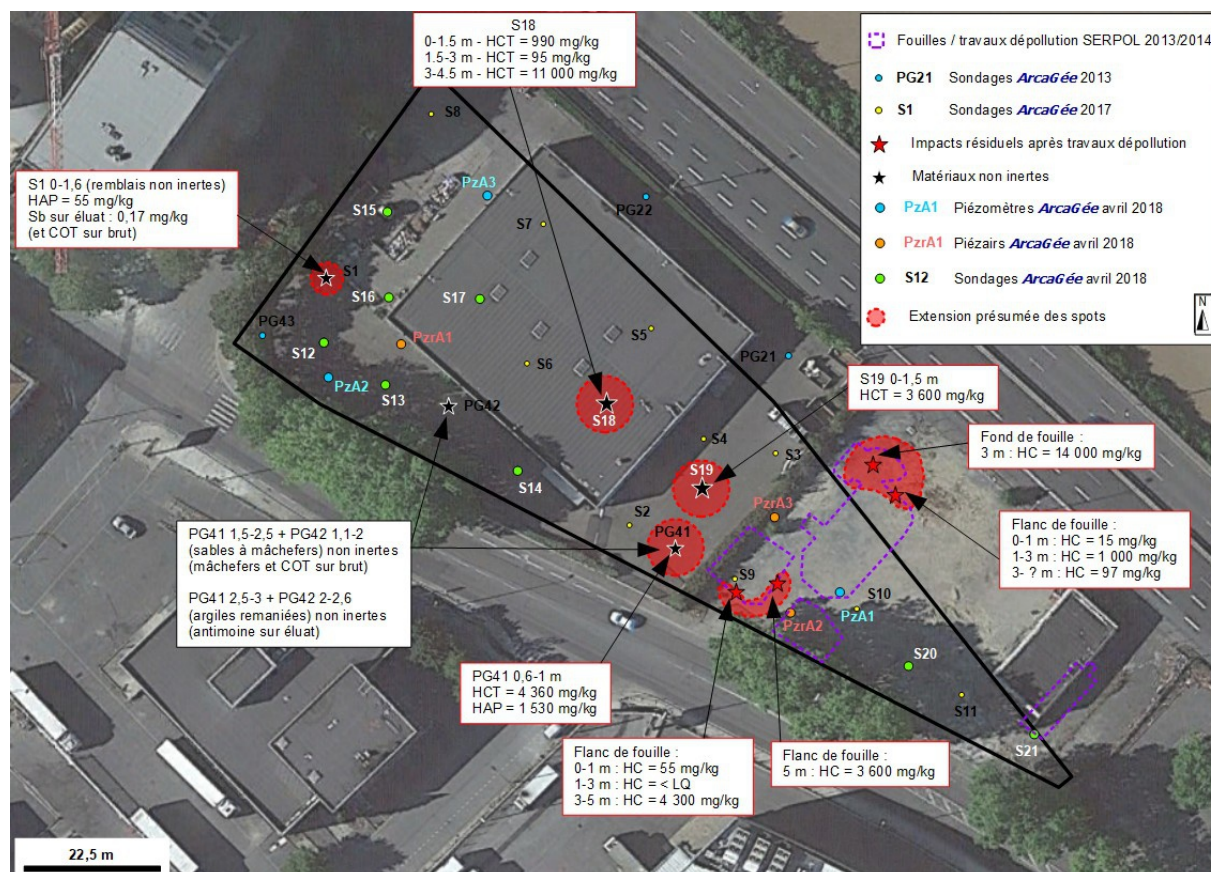 S18
0-1.5 m - HCT = 990 mg/kg
1.5-3 m - HCT = 95 mg/kg
3-4.5 m - HCT = 11 000 mg/kg
Fouilles / travaux dépollution SERPOL 2013/2014
PG21 Sondages ArcaGée 2013
S1 Sondages ArcaGée 2017
Impacts résiduels après travaux dépollution
Matériaux non inertes
PzA1 Piézomètres ArcaGée avril 2018
PzrA1 Piézairs ArcaGée avril 2018
S12 Sondages ArcaGée avril 2018
Extension présumée des spots
N
S1 0-1,6 (remblais non inertes)
HAP = 55 mg/kg
Sb sur éluat : 0,17 mg/kg
(et COT sur brut)
S8
PzA3
PG22
S15
S7
S1
S16
S17
PG43
S12
PzrA1
S5
PG21
S6
PzA2
S13
PG42
S18
S19 0-1,5 m
HCT = 3 600 mg/kg
S4
S3
Fond de fouille :
3 m : HC = 14 000 mg/kg
S14
S19
S2
PzrA3
PG41
Flanc de fouille :
0-1 m : HC = 15 mg/kg
1-3 m : HC = 1 000 mg/kg
3- ? m : HC = 97 mg/kg
PG41 1,5-2,5 + PG42 1,1-2
(sables à mâchefers) non inertes
(mâchefers et COT sur brut)
PG41 2,5-3 + PG42 2-2,6
(argiles remaniées) non inertes
(antimoine sur éluat)
S9
S10
PzA1
PzrA2
S20
S11
S21
PG41 0,6-1 m
HCT = 4 360 mg/kg
HAP = 1 530 mg/kg
Flanc de fouille :
0-1 m : HC = 55 mg/kg
1-3 m : HC = < LQ
3-5 m : HC = 4 300 mg/kg
Flanc de fouille :
5 m : HC = 3 600 mg/kg
22,5 m